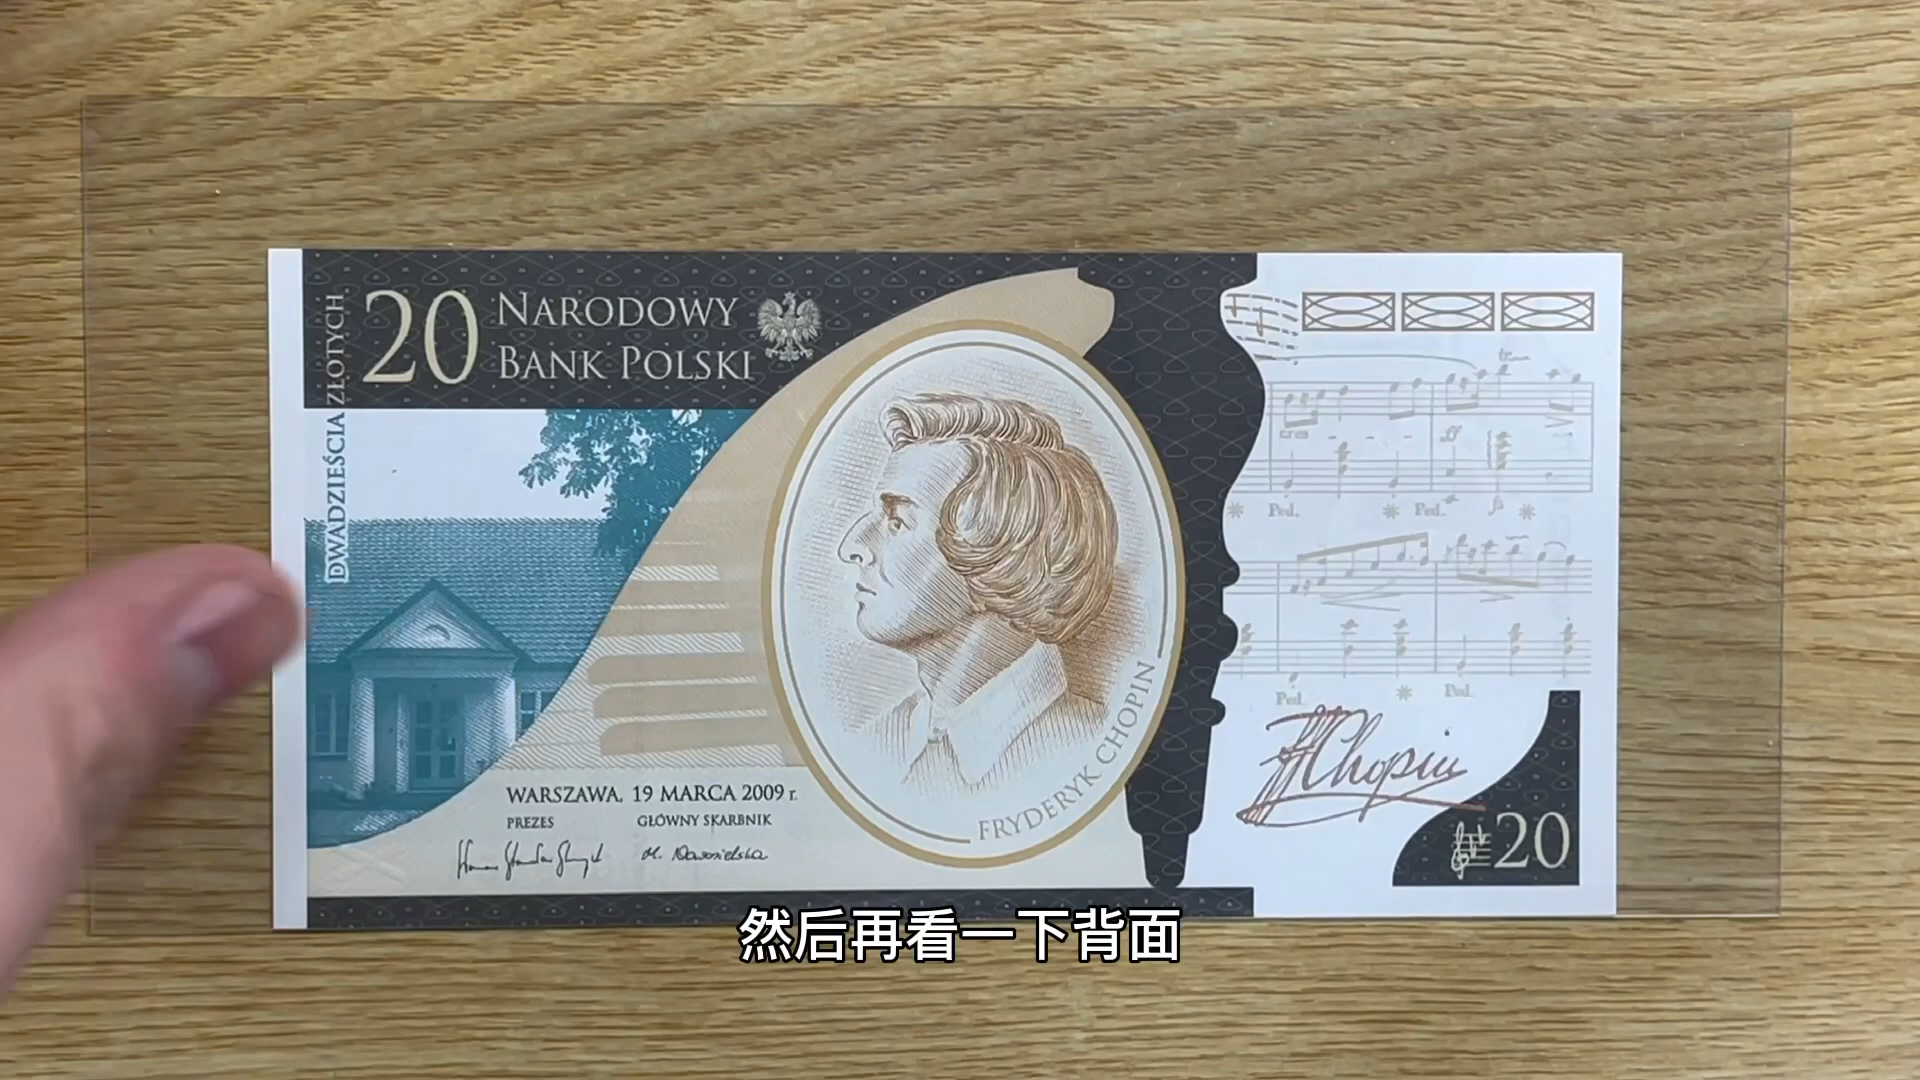 DWADZIEŚCIA ZŁOTYCH
20
NARODOWY
BANK POLSKI
Ped.
Ped.
Ped.
Ped.
FRYDERYK CHOPIN
Chopin
WARSZAWA, 19 MARCA 2009 r.
PREZES
GŁÓWNY SKARBNIK
20
然后再看一下背面